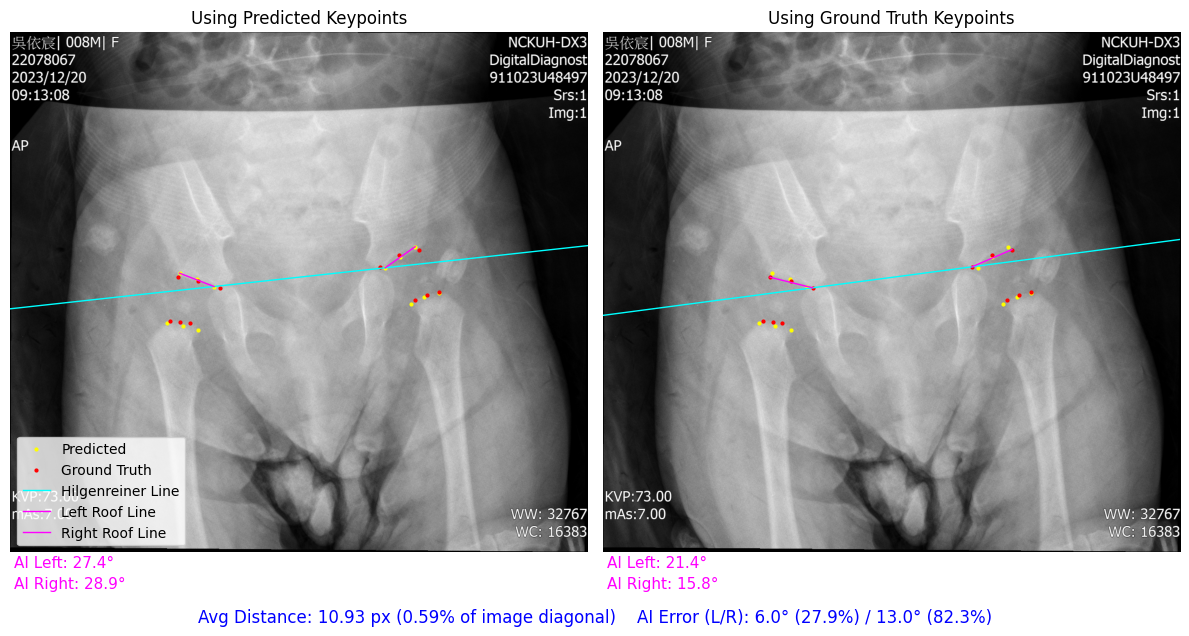 Using Predicted Keypoints
吳依宸| 008M| F
22078067
2023/12/20
09:13:08
AP
NCKUH-DX3
DigitalDiagnost
911023U48497
Srs:1
Img:1
Predicted
Ground Truth
Hilgenreiner Line
Left Roof Line
Right Roof Line
KVP:73.00
mAs:7.00
WW: 32767
WC: 16383
AI Left: 27.4°
AI Right: 28.9°
Using Ground Truth Keypoints
吳依宸| 008M| F
22078067
2023/12/20
09:13:08
AP
NCKUH-DX3
DigitalDiagnost
911023U48497
Srs:1
Img:1
KVP:73.00
mAs:7.00
WW: 32767
WC: 16383
AI Left: 21.4°
AI Right: 15.8°
Avg Distance: 10.93 px (0.59% of image diagonal) AI Error (L/R): 6.0° (27.9%) / 13.0° (82.3%)